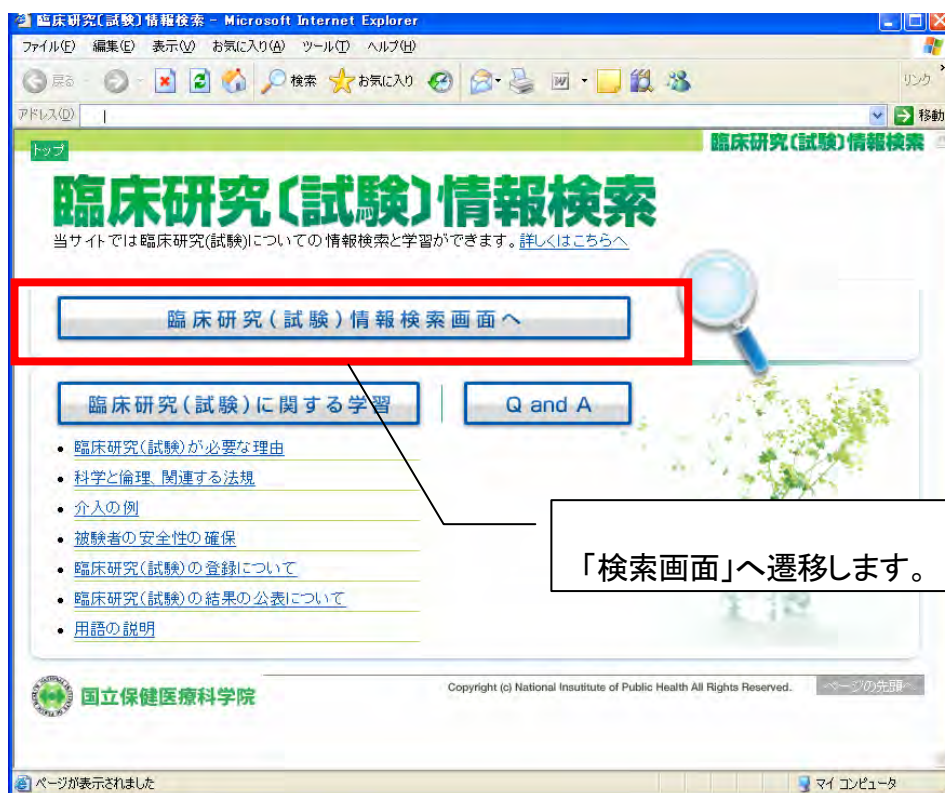 臨床研究(試験)情報検索 - Microsoft Internet Explorer
ファイル(F) 編集(E) 表示(V) お気に入り(A) ツール(T) ヘルプ(H)
戻る 検索 お気に入り リンク »
アドレス(D) 移動
トップ 臨床研究(試験)情報検索
臨床研究(試験)情報検索
当サイトでは臨床研究(試験)についての情報検索と学習ができます。詳しくはこちらへ
臨床研究(試験)情報検索画面へ
臨床研究(試験)に関する学習 Q and A
• 臨床研究(試験)が必要な理由
• 科学と倫理、関連する法規
• 介入の例
• 被験者の安全性の確保
• 臨床研究(試験)の登録について
• 臨床研究(試験)の結果の公表について
• 用語の説明
「検索画面」へ遷移します。
国立保健医療科学院
Copyright (c) National Insutitute of Public Health All Rights Reserved. ページの先頭へ
ページが表示されました マイ コンピュータ